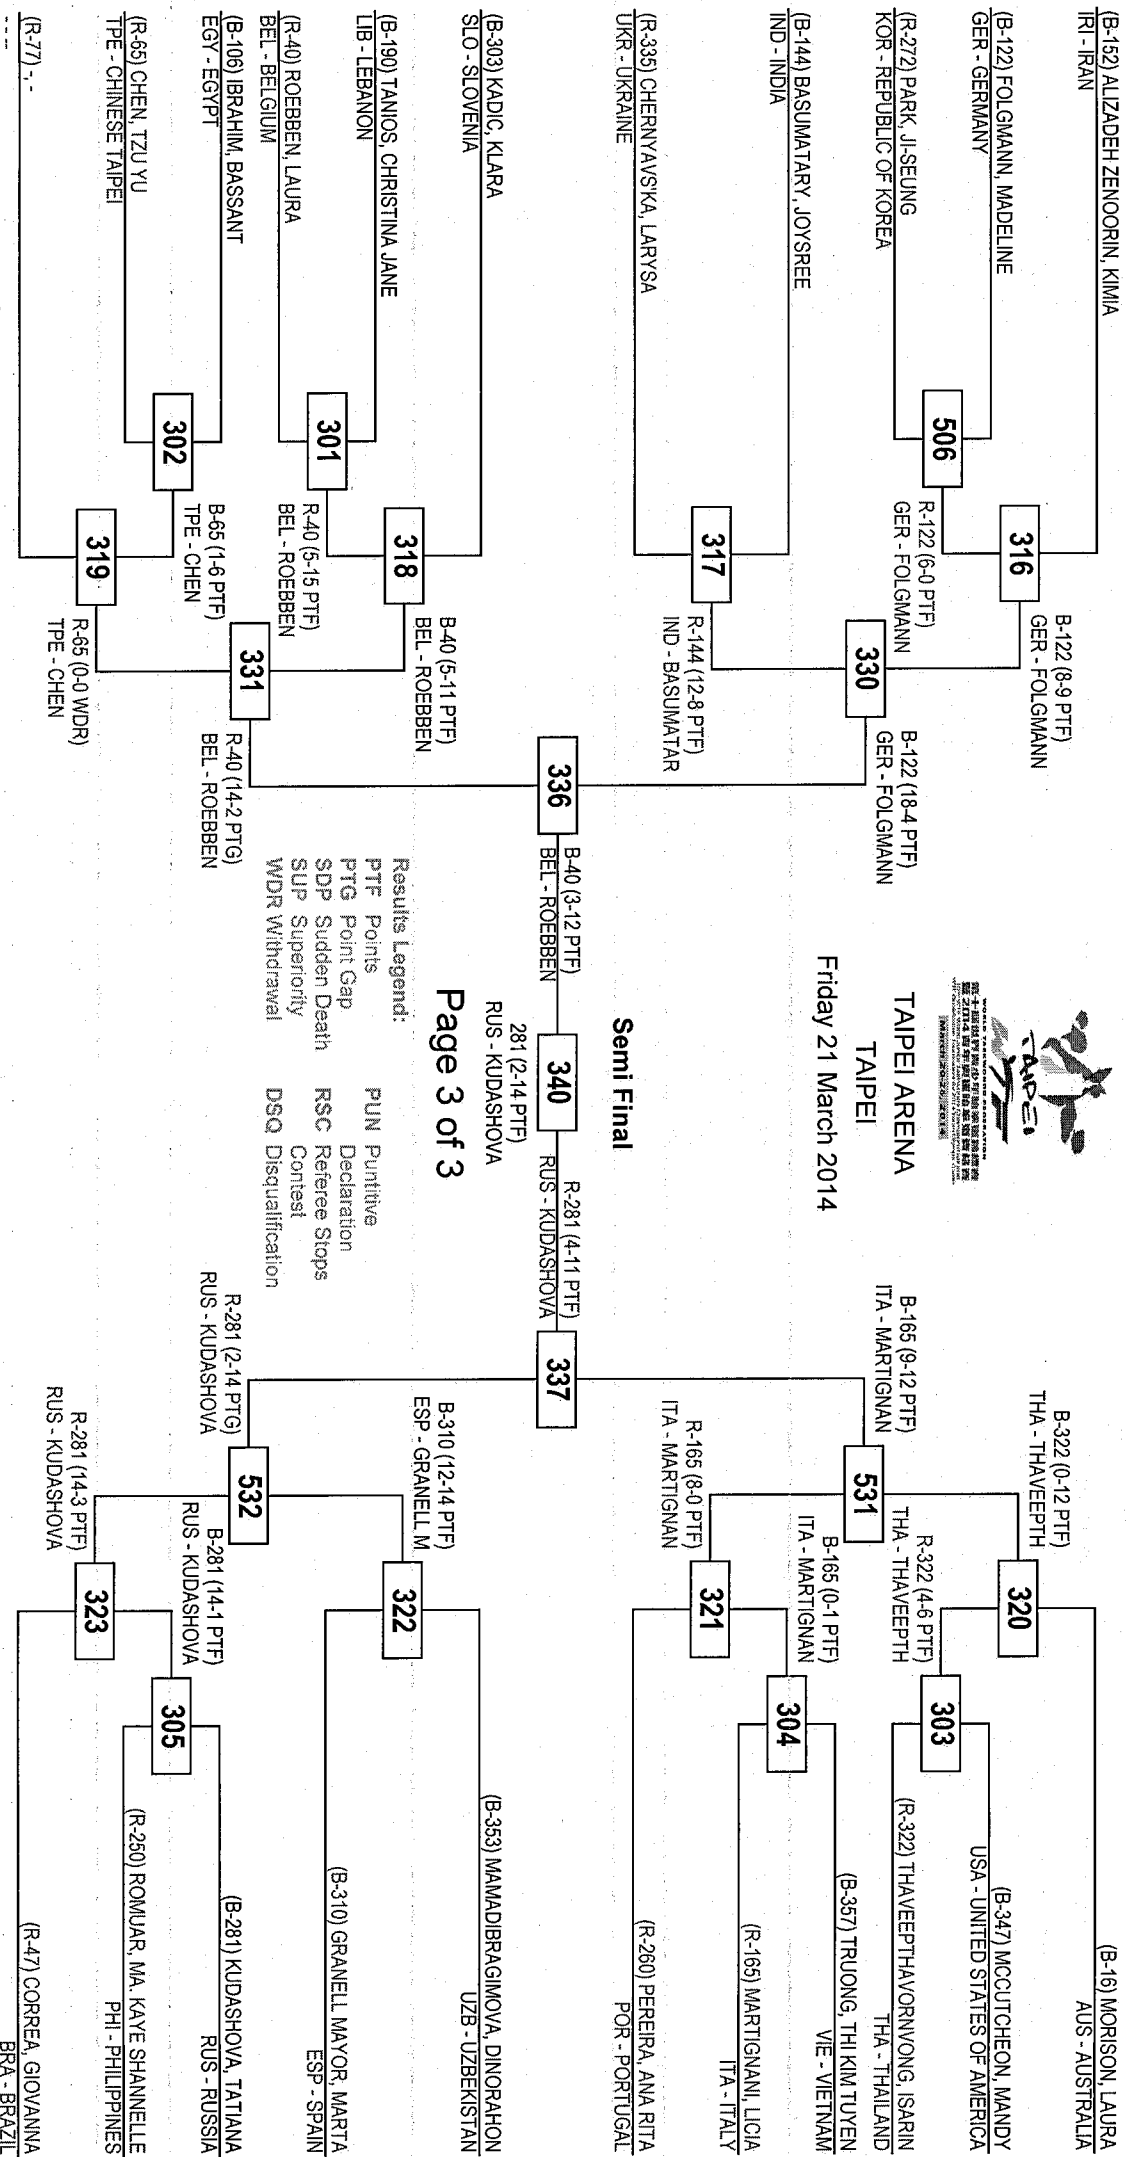 (B-152) ALIZADEH ZENOORIN, KIMIA
IRI - IRAN
(B-122) FOLGMANN, MADELINE
GER - GERMANY
(R-272) PARK, JI-SEUNG
KOR - REPUBLIC OF KOREA
(B-144) BASUMATARY, JOYSREE
IND - INDIA
(R-335) CHERNYAVS'KA, LARYSA
UKR - UKRAINE
(B-303) KADIC, KLARA
SLO - SLOVENIA
(B-190) TANIOS, CHRISTINA JANE
LIB - LEBANON
(R-40) ROEBBEN, LAURA
BEL - BELGIUM
(B-106) IBRAHIM, BASSANT
EGY - EGYPT
(R-65) CHEN, TZU YU
TPE - CHINESE TAIPEI
(R-77) -, -
- - -
506
301
302
R-122 (6-0 PTF)
GER - FOLGMANN
R-40 (5-15 PTF)
BEL - ROEBBEN
B-65 (1-6 PTF)
TPE - CHEN
316
317
318
319
B-122 (8-9 PTF)
GER - FOLGMANN
R-144 (12-8 PTF)
IND - BASUMATAR
B-40 (5-11 PTF)
BEL - ROEBBEN
R-65 (0-0 WDR)
TPE - CHEN
330
331
B-122 (18-4 PTF)
GER - FOLGMANN
R-40 (14-2 PTG)
BEL - ROEBBEN
336
B-40 (3-12 PTF)
BEL - ROEBBEN
WORLD TAEKWONDO FEDERATION
TAIPEI
TAIPEI ARENA
TAIPEI
Friday 21 March 2014
Semi Final
340
281 (2-14 PTF)
RUS - KUDASHOVA
Page 3 of 3
Results Legend:
PTF Points
PTG Point Gap
SDP Sudden Death
SUP Superiority
WDR Withdrawal
PUN Puntitive
Declaration
RSC Referee Stops
Contest
DSQ Disqualification
R-281 (4-11 PTF)
RUS - KUDASHOVA
337
B-165 (9-12 PTF)
ITA - MARTIGNAN
R-281 (2-14 PTG)
RUS - KUDASHOVA
531
532
B-322 (0-12 PTF)
THA - THAVEEPTH
R-165 (8-0 PTF)
ITA - MARTIGNAN
B-310 (12-14 PTF)
ESP - GRANELL M
R-281 (14-3 PTF)
RUS - KUDASHOVA
320
321
322
323
R-322 (4-6 PTF)
THA - THAVEEPTH
B-165 (0-1 PTF)
ITA - MARTIGNAN
B-281 (14-1 PTF)
RUS - KUDASHOVA
303
304
305
(B-16) MORISON, LAURA
AUS - AUSTRALIA
(B-347) MCCUTCHEON, MANDY
USA - UNITED STATES OF AMERICA
(R-322) THAVEEPTHAVORNVONG, ISARIN
THA - THAILAND
(B-357) TRUONG, THI KIM TUYEN
VIE - VIETNAM
(R-165) MARTIGNANI, LICIA
ITA - ITALY
(R-260) PEREIRA, ANA RITA
POR - PORTUGAL
(B-353) MAMADIBRAGIMOVA, DINORAHON
UZB - UZBEKISTAN
(B-310) GRANELL MAYOR, MARTA
ESP - SPAIN
(B-281) KUDASHOVA, TATIANA
RUS - RUSSIA
(R-250) ROMUAR, MA. KAYE SHANNELLE
PHI - PHILIPPINES
(R-47) CORREA, GIOVANNA
BRA - BRAZIL